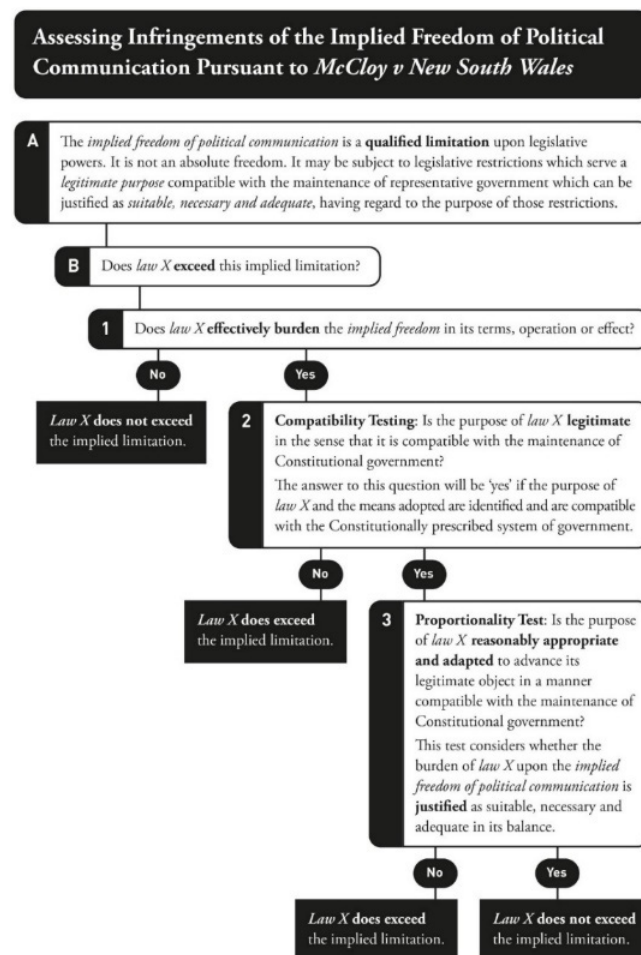 Assessing Infringements of the Implied Freedom of Political
Communication Pursuant to McCloy v New South Wales
A
The implied freedom of political communication is a qualified limitation upon legislative
powers. It is not an absolute freedom. It may be subject to legislative restrictions which serve a
legitimate purpose compatible with the maintenance of representative government which can be
justified as suitable, necessary and adequate, having regard to the purpose of those restrictions.
B
Does law X exceed this implied limitation?
1
Does law X effectively burden the implied freedom in its terms, operation or effect?
No
Yes
Law X does not exceed
the implied limitation.
2
Compatibility Testing: Is the purpose of law X legitimate
in the sense that it is compatible with the maintenance of
Constitutional government?
The answer to this question will be 'yes' if the purpose of
law X and the means adopted are identified and are compatible
with the Constitutionally prescribed system of government.
No
Yes
Law X does exceed
the implied limitation.
3
Proportionality Test: Is the purpose
of law X reasonably appropriate
and adapted to advance its
legitimate object in a manner
compatible with the maintenance of
Constitutional government?
This test considers whether the
burden of law X upon the implied
freedom of political communication is
justified as suitable, necessary and
adequate in its balance.
No
Yes
Law X does exceed
the implied limitation.
Law X does not exceed
the implied limitation.